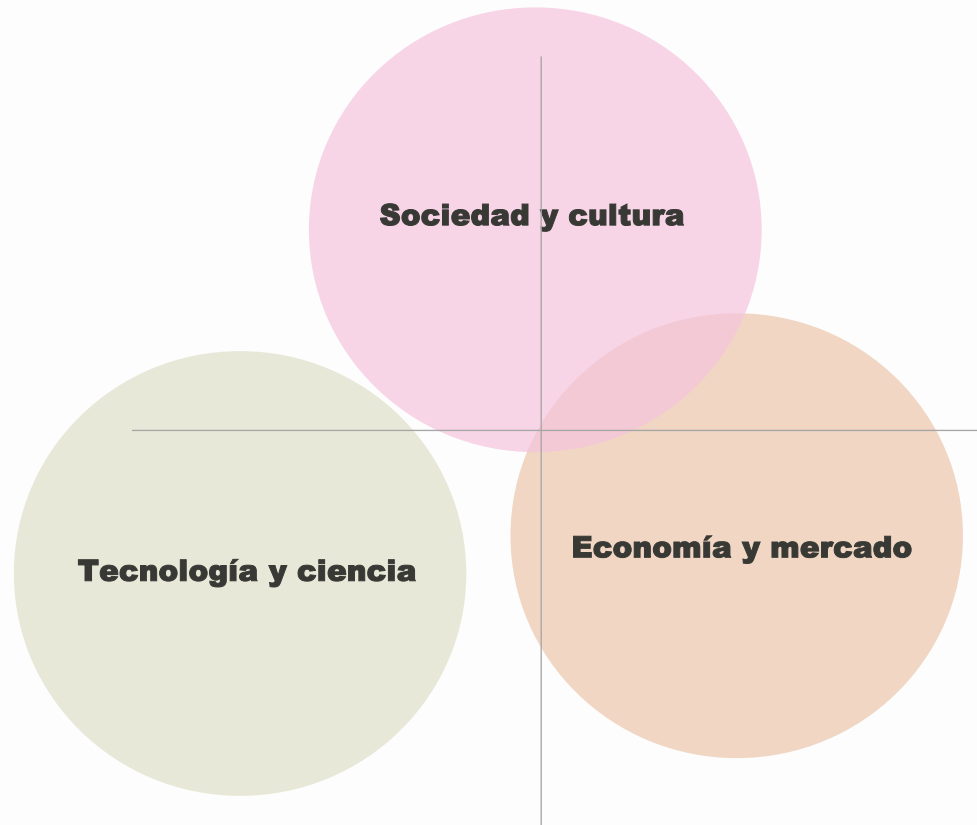 Sociedad y cultura
Economía y mercado
Tecnología y ciencia